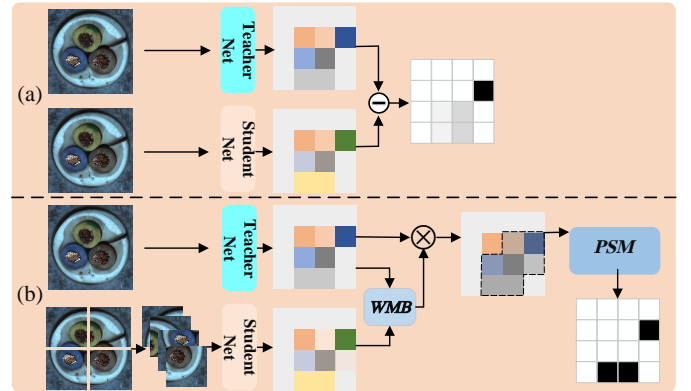 (a)
Teacher
Net
Student
Net
(b)
Teacher
Net
WMB
PSM
Student
Net